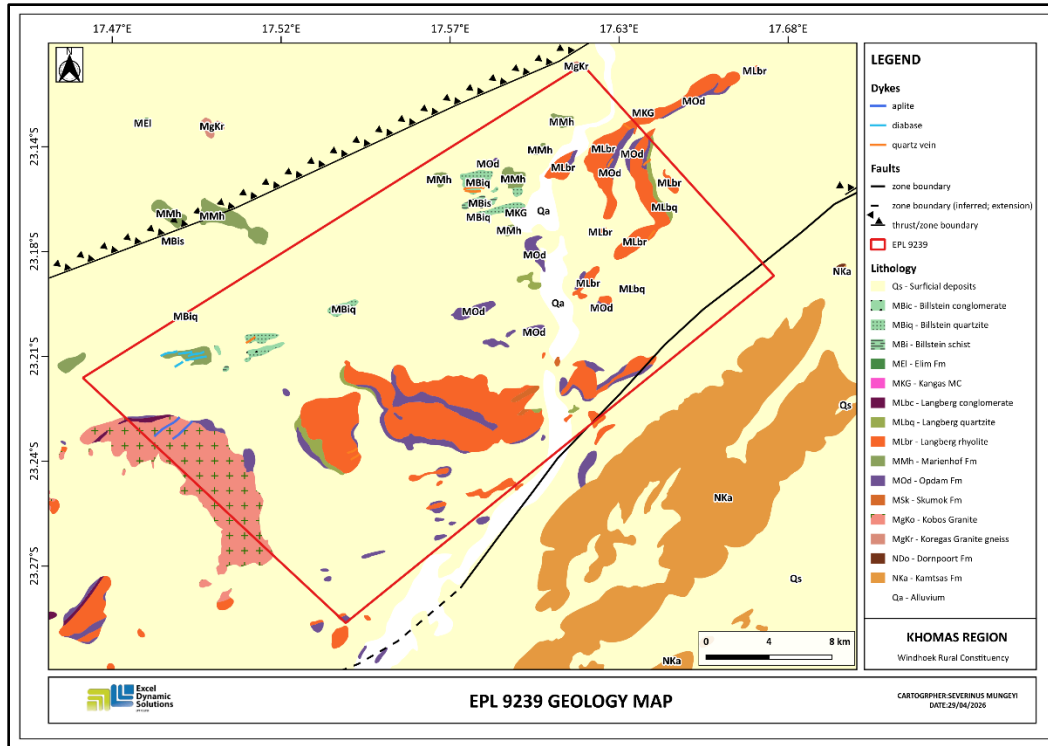 17.47°E 17.52°E 17.57°E 17.63°E 17.68°E
23.14°S
23.18°S
23.21°S
23.24°S
23.27°S
N
MgKr
MLbr
MOd
MKG
MEl
MgKr
MMh
MMh
MLbr
MOd
MOd
MLbr
MOd
MMh
MBiq
MMh
MLbr
MBis
MBiq
MKG
Qa
MLbq
MMh
MMh
MMh
MLbr
MBis
MLbr
MOd
NKa
MLbr
MLbq
MBiq
MBiq
MOd
Qa
MOd
MOd
Qs
NKa
Qs
NKa
0 4 8 km
LEGEND
Dykes
aplite
diabase
quartz vein
Faults
zone boundary
zone boundary (inferred; extension)
thrust/zone boundary
EPL 9239
Lithology
Qs - Surficial deposits
MBic - Billstein conglomerate
MBiq - Billstein quartzite
MBi - Billstein schist
MEl - Elim Fm
MKG - Kangas MC
MLbc - Langberg conglomerate
MLbq - Langberg quartzite
MLbr - Langberg rhyolite
MMh - Marienhof Fm
MOd - Opdam Fm
MSk - Skumok Fm
MgKo - Kobos Granite
MgKr - Koregas Granite gneiss
NDo - Dornpoort Fm
NKa - Kamtsas Fm
Qa - Alluvium
KHOMAS REGION
Windhoek Rural Constituency
Excel
Dynamic
Solutions
EPL 9239 GEOLOGY MAP
CARTOGRPHER:SEVERINUS MUNGEYI
DATE:29/04/2026